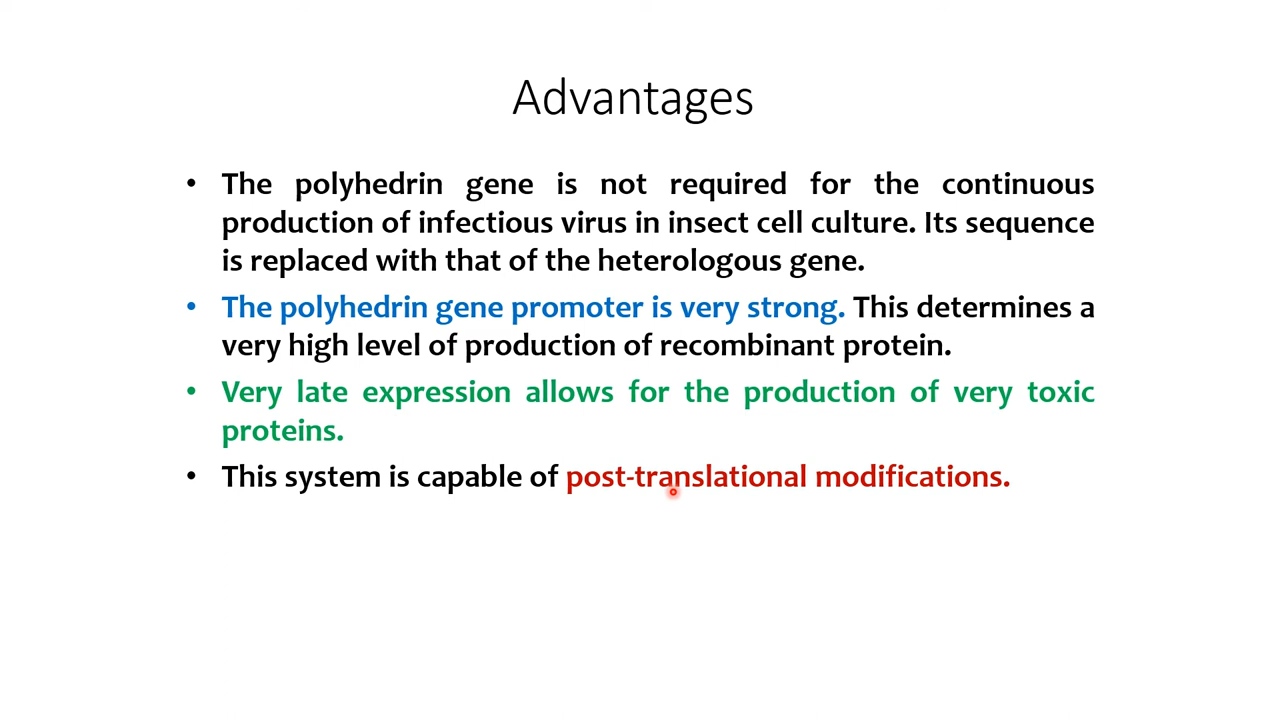 Advantages
• The polyhedrin gene is not required for the continuous
production of infectious virus in insect cell culture. Its sequence
is replaced with that of the heterologous gene.
• The polyhedrin gene promoter is very strong. This determines a
very high level of production of recombinant protein.
• Very late expression allows for the production of very toxic
proteins.
• This system is capable of post-translational modifications.